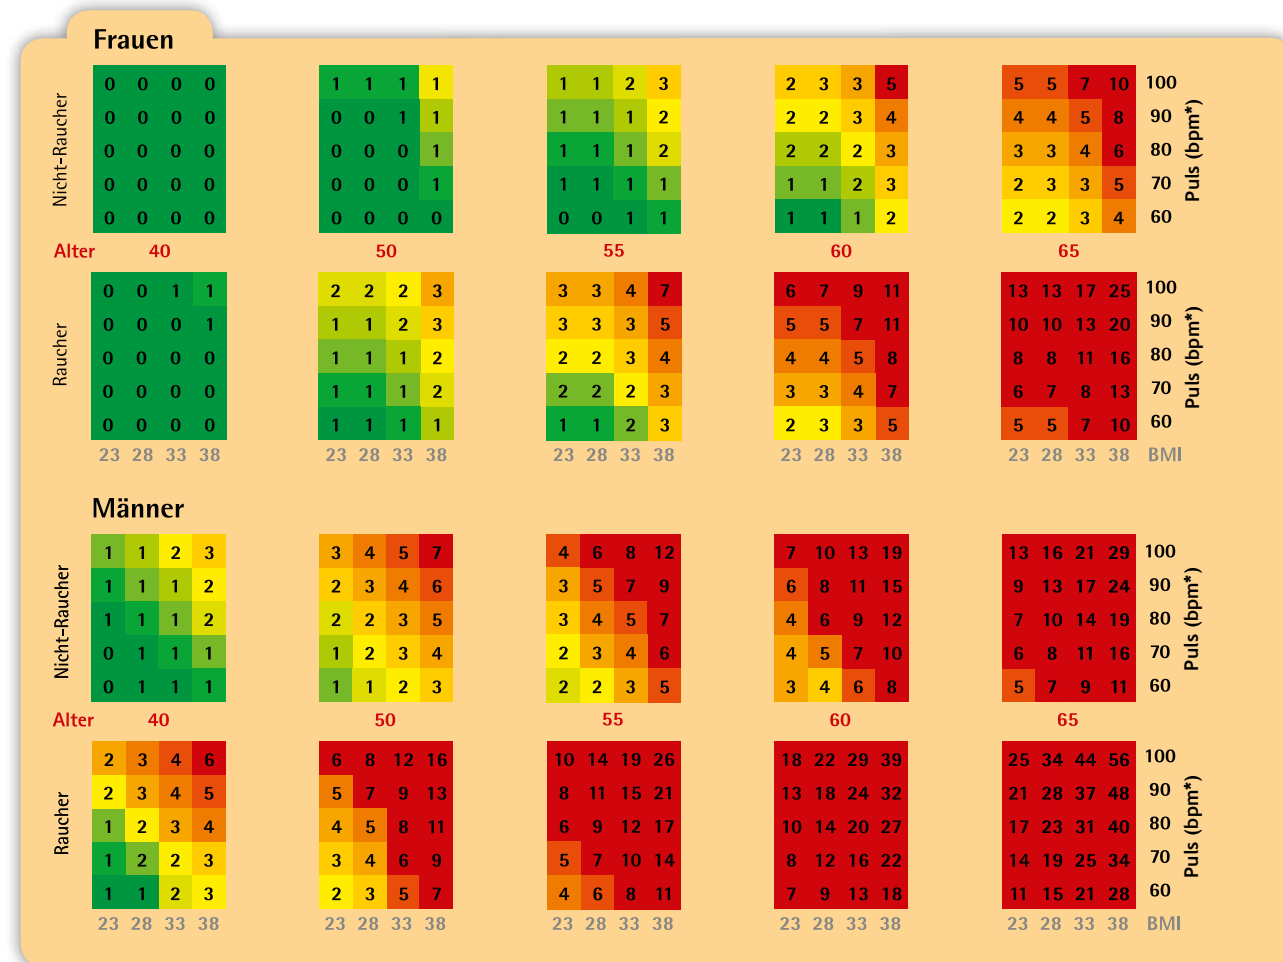 Frauen
Nicht-Raucher
0 0 0 0 1 1 1 1 1 1 2 3 2 3 3 5 5 5 7 10 100
0 0 0 0 0 0 1 1 1 1 1 2 2 2 3 4 4 4 5 8 90
0 0 0 0 0 0 0 1 1 1 1 2 2 2 2 3 3 3 4 6 80
0 0 0 0 0 0 0 1 1 1 1 1 1 1 2 3 2 3 3 5 70
0 0 0 0 0 0 0 0 0 0 1 1 1 1 1 2 2 2 3 4 60
Puls (bpm*)
Alter 40 50 55 60 65
Raucher
0 0 1 1 2 2 2 3 3 3 4 7 6 7 9 11 13 13 17 25 100
0 0 0 1 1 1 2 3 3 3 3 5 5 5 7 11 10 10 13 20 90
0 0 0 0 1 1 1 2 2 2 3 4 4 4 5 8 8 8 11 16 80
0 0 0 0 1 1 1 2 2 2 2 3 3 3 4 7 6 7 8 13 70
0 0 0 0 1 1 1 1 1 1 2 3 2 3 3 5 5 5 7 10 60
Puls (bpm*)
23 28 33 38 23 28 33 38 23 28 33 38 23 28 33 38 23 28 33 38 BMI
Männer
Nicht-Raucher
1 1 2 3 3 4 5 7 4 6 8 12 7 10 13 19 13 16 21 29 100
1 1 1 2 2 3 4 6 3 5 7 9 6 8 11 15 9 13 17 24 90
1 1 1 2 2 2 3 5 3 4 5 7 4 6 9 12 7 10 14 19 80
0 1 1 1 1 2 3 4 2 3 4 6 4 5 7 10 6 8 11 16 70
0 1 1 1 1 1 2 3 2 2 3 5 3 4 6 8 5 7 9 11 60
Puls (bpm*)
Alter 40 50 55 60 65
Raucher
2 3 4 6 6 8 12 16 10 14 19 26 18 22 29 39 25 34 44 56 100
2 3 4 5 5 7 9 13 8 11 15 21 13 18 24 32 21 28 37 48 90
1 2 3 4 4 5 8 11 6 9 12 17 10 14 20 27 17 23 31 40 80
1 2 2 3 3 4 6 9 5 7 10 14 8 12 16 22 14 19 25 34 70
1 1 2 3 2 3 5 7 4 6 8 11 7 9 13 18 11 15 21 28 60
Puls (bpm*)
23 28 33 38 23 28 33 38 23 28 33 38 23 28 33 38 23 28 33 38 BMI